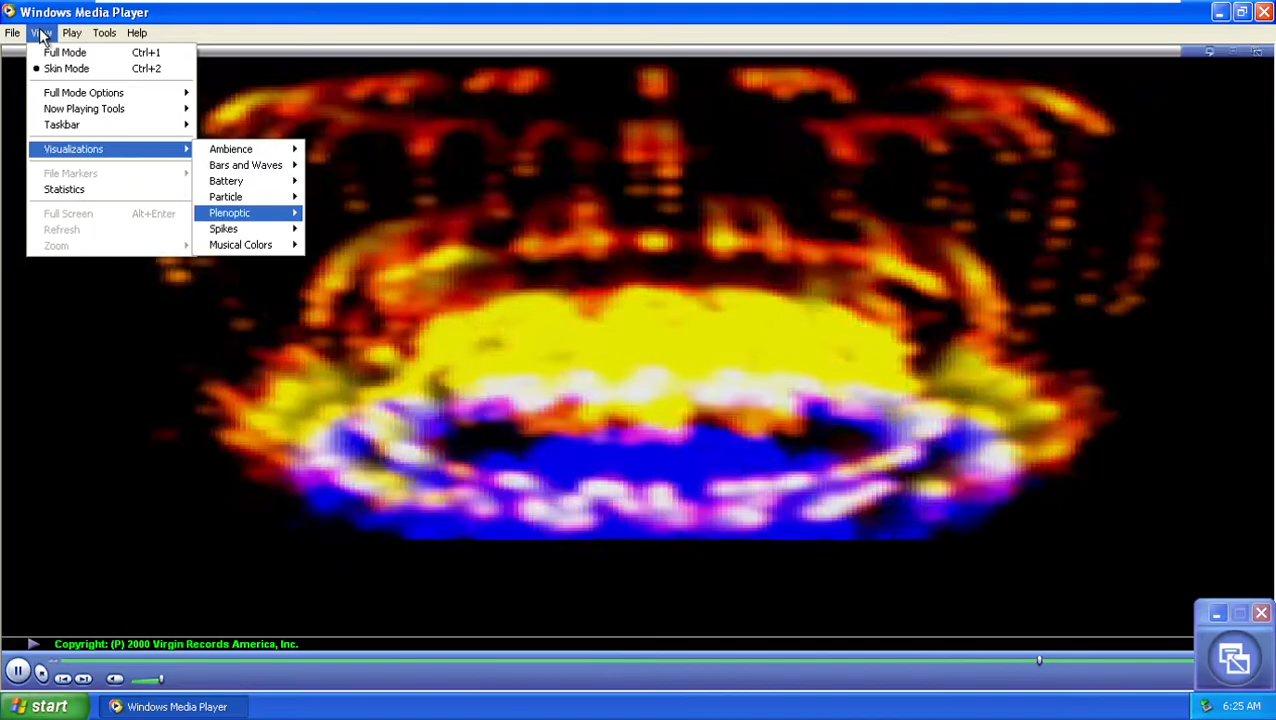 Windows Media Player
File View Play Tools Help
Full Mode Ctrl+1
Skin Mode Ctrl+2
Full Mode Options
Now Playing Tools
Taskbar
Visualizations
File Markers
Statistics
Full Screen Alt+Enter
Refresh
Zoom
Ambience
Bars and Waves
Battery
Particle
Plenoptic
Spikes
Musical Colors
Copyright: (P) 2000 Virgin Records America, Inc.
start Windows Media Player 6:25 AM